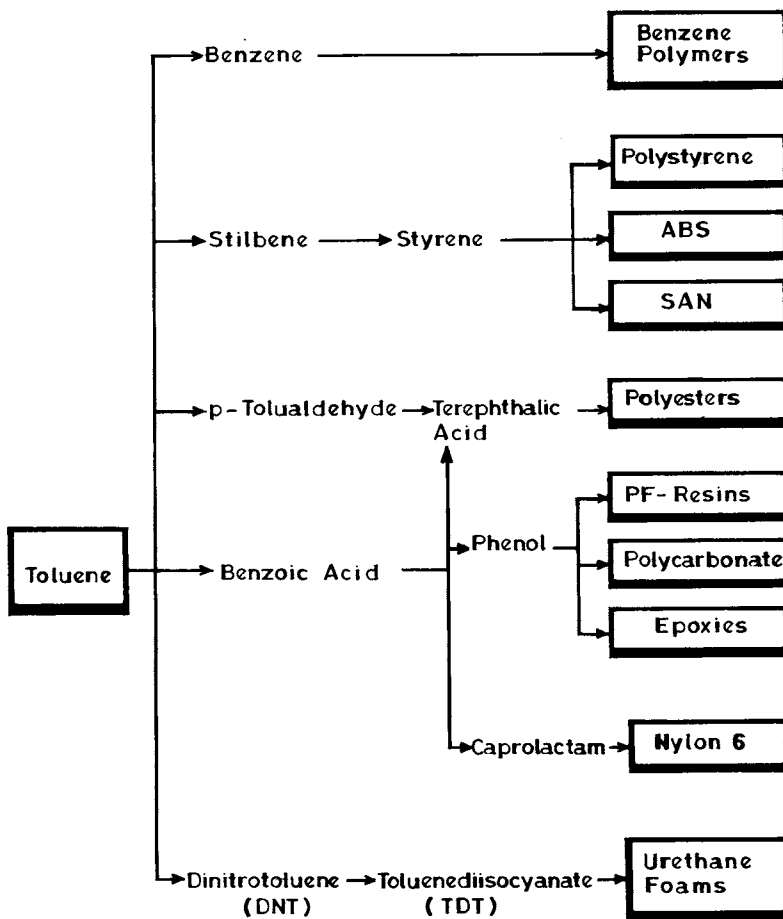 Benzene
Benzene
Polymers
Polystyrene
Stilbene
Styrene
ABS
SAN
p-Tolualdehyde
Terephthalic
Acid
Polyesters
PF-Resins
Phenol
Toluene
Benzoic Acid
Polycarbonate
Epoxies
Caprolactam
Nylon 6
Dinitrotoluene
(DNT)
Toluenediisocyanate
(TDT)
Urethane
Foams